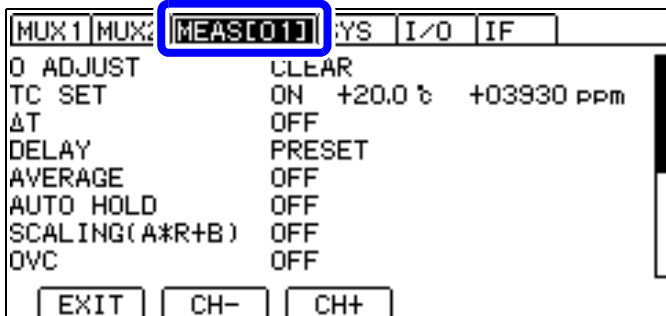 MUX1 MUX2 MEAS[01] SYS I/O IF
0 ADJUST CLEAR
TC SET ON +20.0 ℃ +03930 ppm
ΔT OFF
DELAY PRESET
AVERAGE OFF
AUTO HOLD OFF
SCALING(A*R+B) OFF
OVC OFF
EXIT CH- CH+